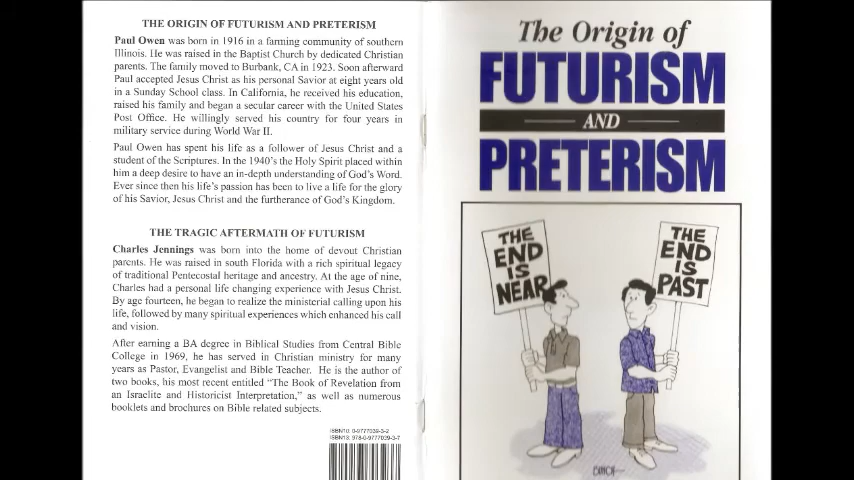 THE ORIGIN OF FUTURISM AND PRETERISM
Paul Owen was born in 1916 in a farming community of southern
Illinois. He was raised in the Baptist Church by dedicated Christian
parents. The family moved to Burbank, CA in 1923. Soon afterward
Paul accepted Jesus Christ as his personal Savior at eight years old
in a Sunday School class. In California, he received his education,
raised his family and began a secular career with the United States
Post Office. He willingly served his country for four years in
military service during World War II.
Paul Owen has spent his life as a follower of Jesus Christ and a
student of the Scriptures. In the 1940's the Holy Spirit placed within
him a deep desire to have an in-depth understanding of God's Word.
Ever since then his life's passion has been to live a life for the glory
of his Savior, Jesus Christ and the furtherance of God's Kingdom.
THE TRAGIC AFTERMATH OF FUTURISM
Charles Jennings was born into the home of devout Christian
parents. He was raised in south Florida with a rich spiritual legacy
of traditional Pentecostal heritage and ancestry. At the age of nine,
Charles had a personal life changing experience with Jesus Christ.
By age fourteen, he began to realize the ministerial calling upon his
life, followed by many spiritual experiences which enhanced his call
and vision.
After earning a BA degree in Biblical Studies from Central Bible
College in 1969, he has served in Christian ministry for many
years as Pastor, Evangelist and Bible Teacher. He is the author of
two books, his most recent entitled "The Book of Revelation from
an Israelite and Historicist Interpretation," as well as numerous
booklets and brochures on Bible related subjects.
ISBN10: 0-9777039-3-2
ISBN13: 978-0-9777039-3-7
The Origin of
FUTURISM
AND
PRETERISM
THE
END
IS
NEAR
THE
END
IS
PAST